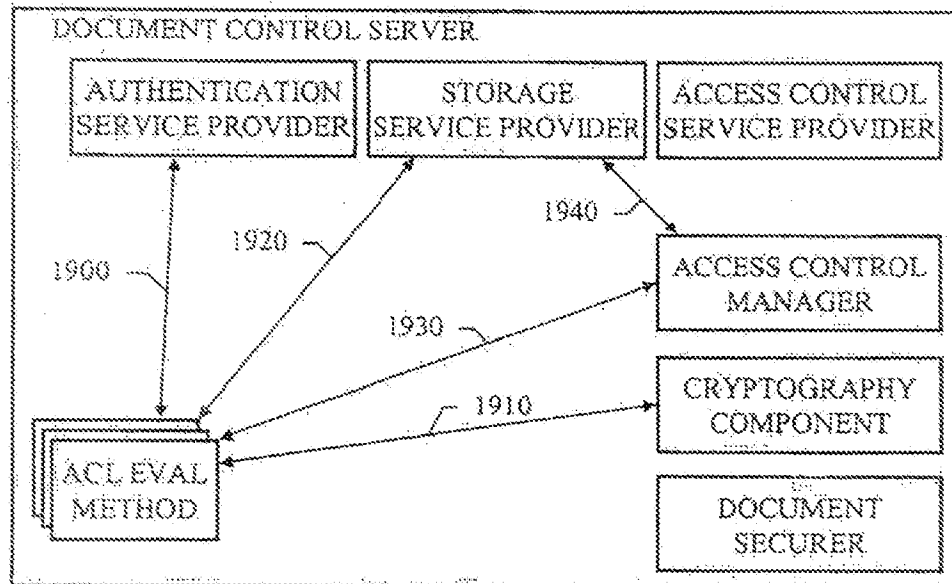 DOCUMENT CONTROL SERVER
AUTHENTICATION
SERVICE PROVIDER
STORAGE
SERVICE PROVIDER
ACCESS CONTROL
SERVICE PROVIDER
1900
1920
1940
ACCESS CONTROL
MANAGER
1930
1910
CRYPTOGRAPHY
COMPONENT
ACL EVAL
METHOD
DOCUMENT
SECURER